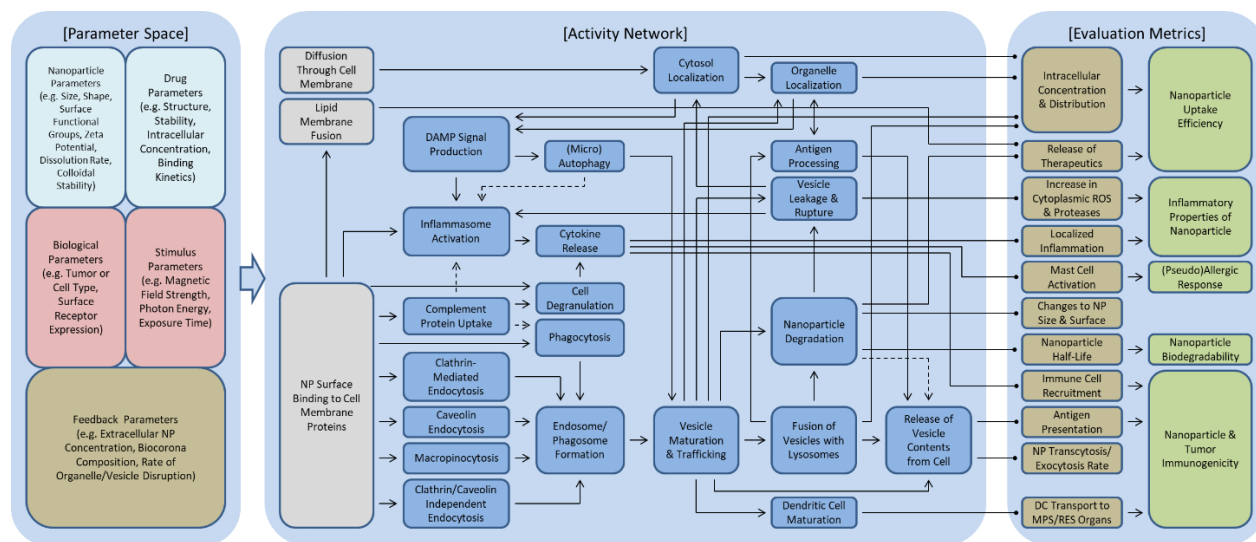 [Parameter Space]
Nanoparticle
Parameters
(e.g. Size, Shape,
Surface
Functional
Groups, Zeta
Potential,
Dissolution Rate,
Colloidal
Stability)
Drug
Parameters
(e.g. Structure,
Stability,
Intracellular
Concentration,
Binding
Kinetics)
Biological
Parameters
(e.g. Tumor or
Cell Type,
Surface
Receptor
Expression)
Stimulus
Parameters
(e.g. Magnetic
Field Strength,
Photon Energy,
Exposure Time)
Feedback Parameters
(e.g. Extracellular NP
Concentration, Biocorona
Composition, Rate of
Organelle/Vesicle Disruption)
[Activity Network]
Diffusion
Through Cell
Membrane
Lipid
Membrane
Fusion
NP Surface
Binding to Cell
Membrane
Proteins
DAMP Signal
Production
(Micro)
Autophagy
Inflammasome
Activation
Cytokine
Release
Cell
Degranulation
Complement
Protein Uptake
Phagocytosis
Clathrin-
Mediated
Endocytosis
Caveolin
Endocytosis
Macropinocytosis
Clathrin/Caveolin
Independent
Endocytosis
Endosome/
Phagosome
Formation
Cytosol
Localization
Organelle
Localization
Antigen
Processing
Vesicle
Leakage &
Rupture
Nanoparticle
Degradation
Vesicle
Maturation
& Trafficking
Fusion of
Vesicles with
Lysosomes
Release of
Vesicle
Contents
from Cell
Dendritic Cell
Maturation
[Evaluation Metrics]
Intracellular
Concentration
& Distribution
Release of
Therapeutics
Increase in
Cytoplasmic ROS
& Proteases
Localized
Inflammation
Mast Cell
Activation
Changes to NP
Size & Surface
Nanoparticle
Half-Life
Immune Cell
Recruitment
Antigen
Presentation
NP Transcytosis/
Exocytosis Rate
DC Transport to
MPS/RES Organs
Nanoparticle
Uptake
Efficiency
Inflammatory
Properties of
Nanoparticle
(Pseudo)Allergic
Response
Nanoparticle
Biodegradability
Nanoparticle &
Tumor
Immunogenicity